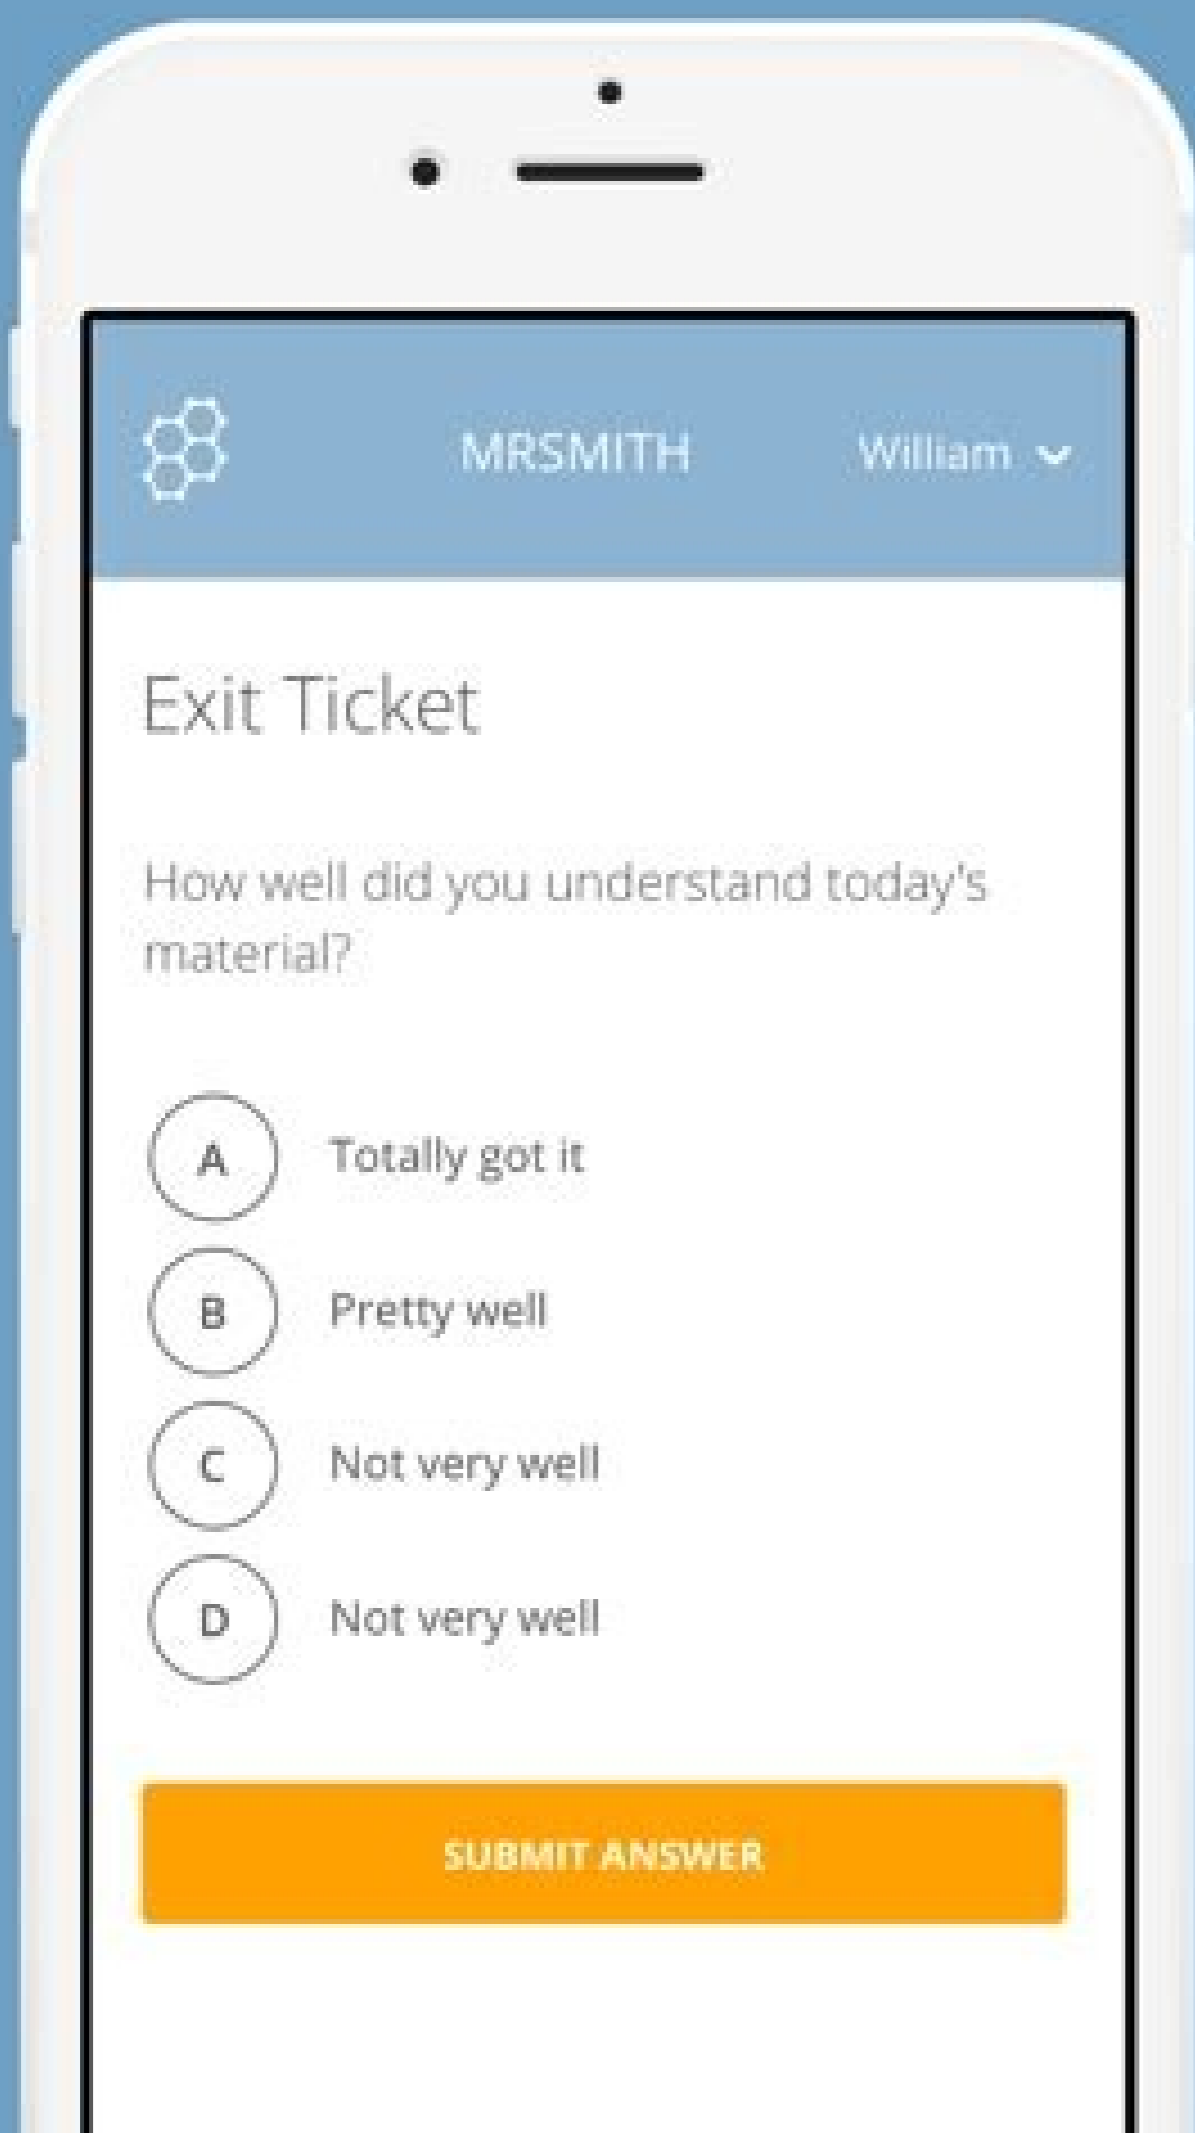 MRSMITH
William
Exit Ticket
How well did you understand today's
material?
A Totally got it
B Pretty well
C Not very well
D Not very well
SUBMIT ANSWER